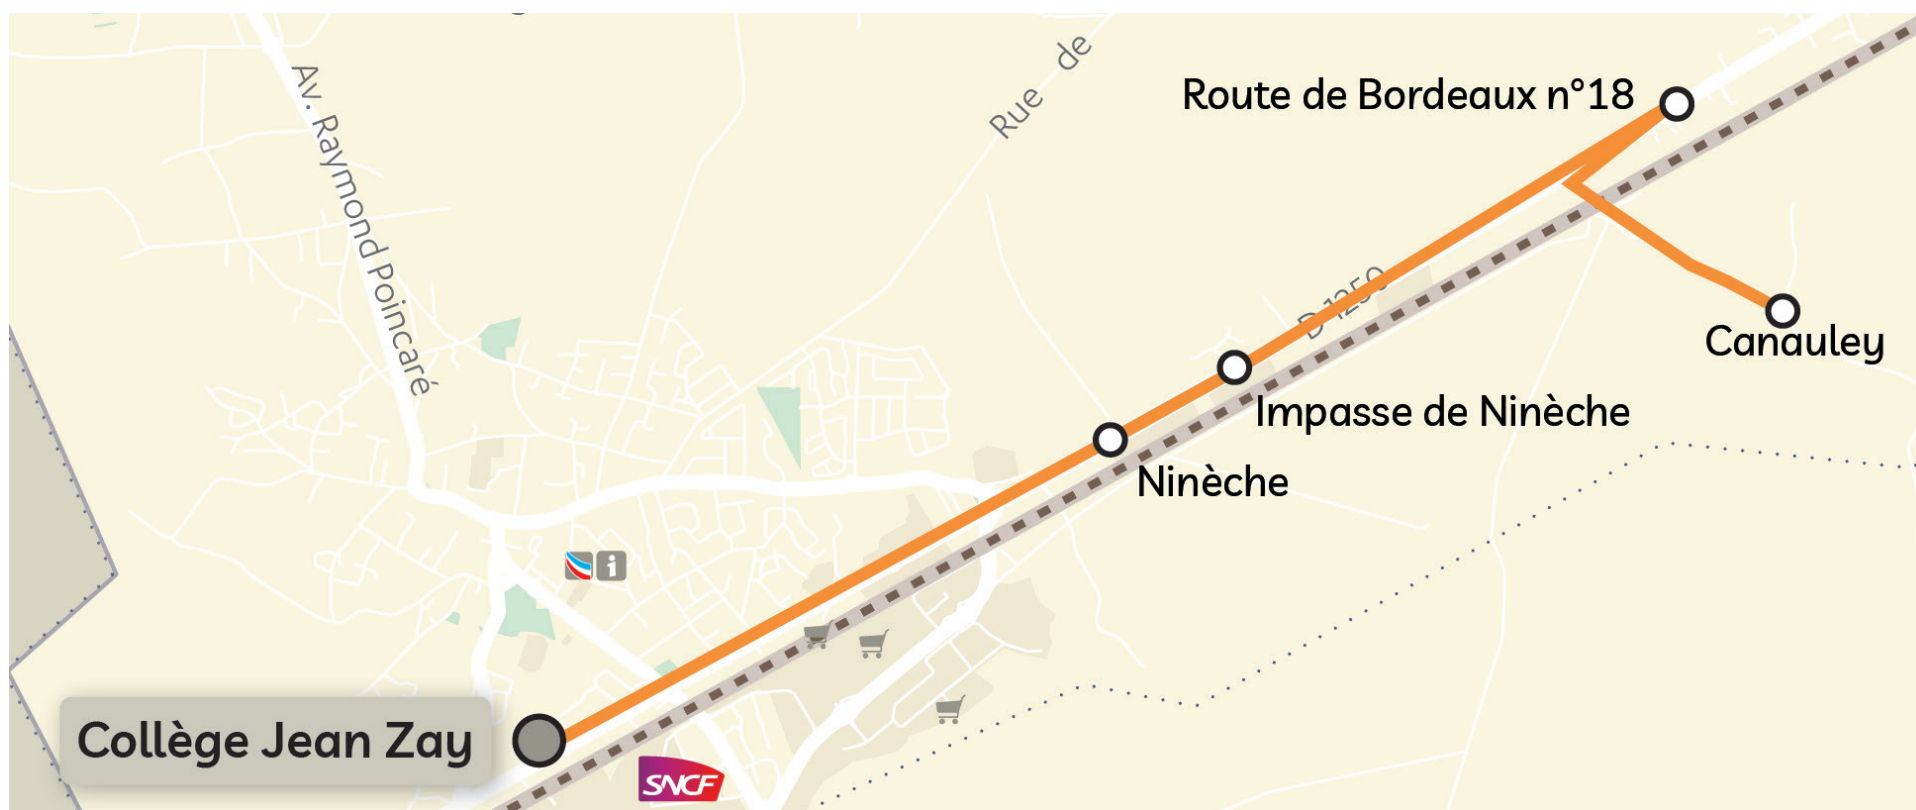 Route de Bordeaux n°18
Rue de
Av. Raymond Poincaré
D 1250
Canauley
Impasse de Ninèche
Ninèche
i
Collège Jean Zay
SNCF